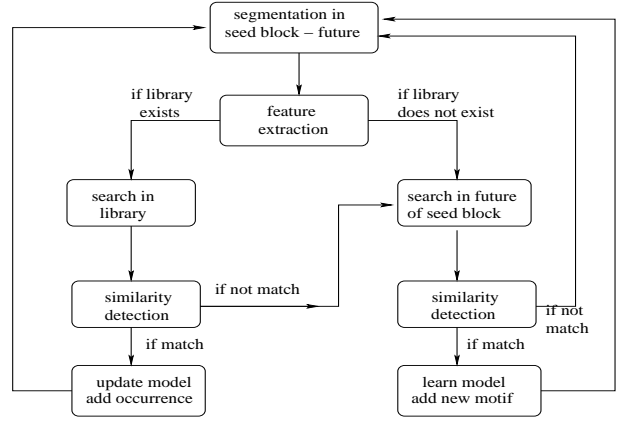 segmentation in
seed block – future
if library
exists
feature
extraction
if library
does not exist
search in
library
search in future
of seed block
similarity
detection
if not match
similarity
detection
if not
match
if match
if match
update model
add occurrence
learn model
add new motif